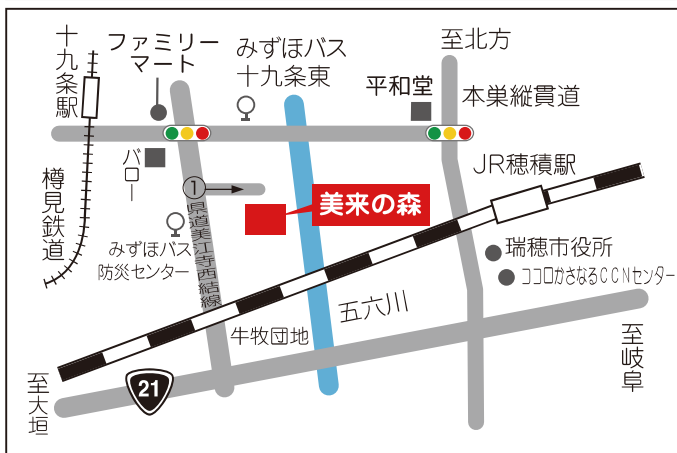 十九条駅
ファミリー
マート
みずほバス
十九条東
至北方
平和堂
本巣縦貫道
バロー
JR穂積駅
樽見鉄道
①
美来の森
県道美江寺西結線
みずほバス
防災センター
瑞穂市役所
ココロかさなるCCNセンター
五六川
牛牧団地
至岐阜
21
至大垣